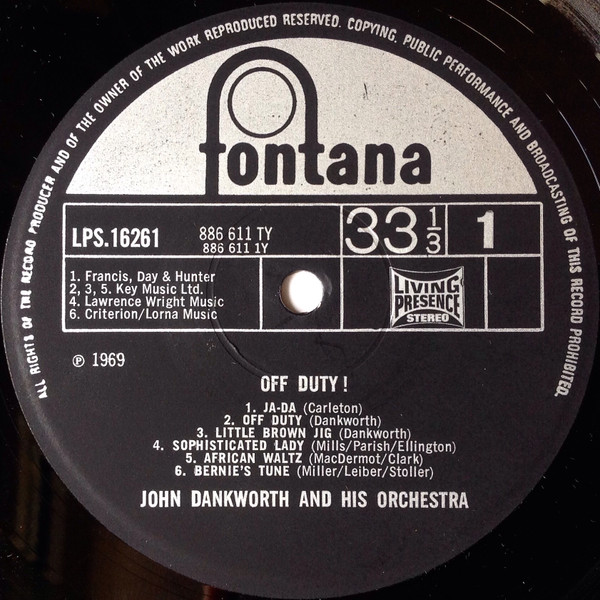 ALL RIGHTS OF THE RECORD PRODUCER AND OF THE OWNER OF THE WORK REPRODUCED RESERVED. COPYING, PUBLIC PERFORMANCE AND BROADCASTING OF THIS RECORD PROHIBITED.
fontana
LPS.16261
886 611 TY
886 611 1Y
33 1/3
1
1. Francis, Day & Hunter
2, 3, 5. Key Music Ltd.
4. Lawrence Wright Music
6. Criterion/Lorna Music
LIVING
PRESENCE
STEREO
℗ 1969
OFF DUTY!
1. JA-DA (Carleton)
2. OFF DUTY (Dankworth)
3. LITTLE BROWN JIG (Dankworth)
4. SOPHISTICATED LADY (Mills/Parish/Ellington)
5. AFRICAN WALTZ (MacDermot/Clark)
6. BERNIE'S TUNE (Miller/Leiber/Stoller)
JOHN DANKWORTH AND HIS ORCHESTRA